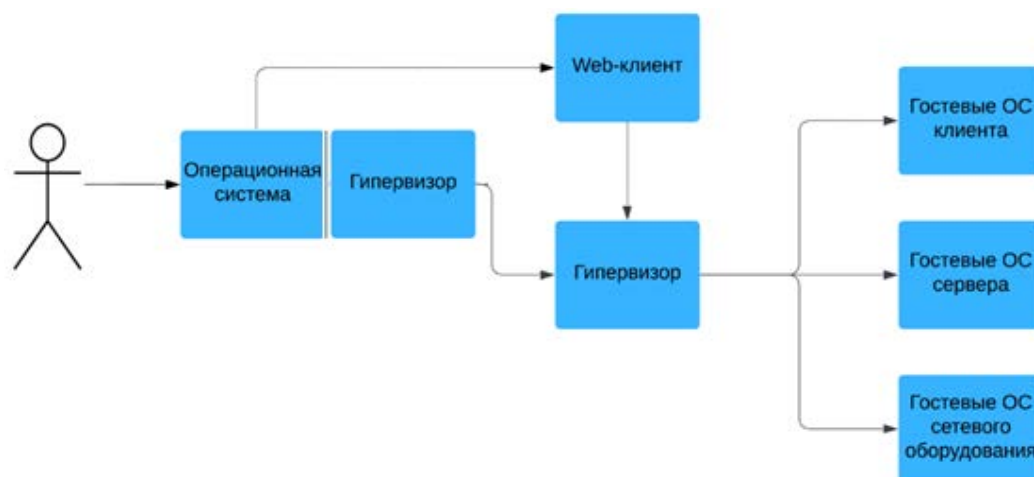 Web-клиент
Операционная
система
Гипервизор
Гипервизор
Гостевые ОС
клиента
Гостевые ОС
сервера
Гостевые ОС
сетевого
оборудования